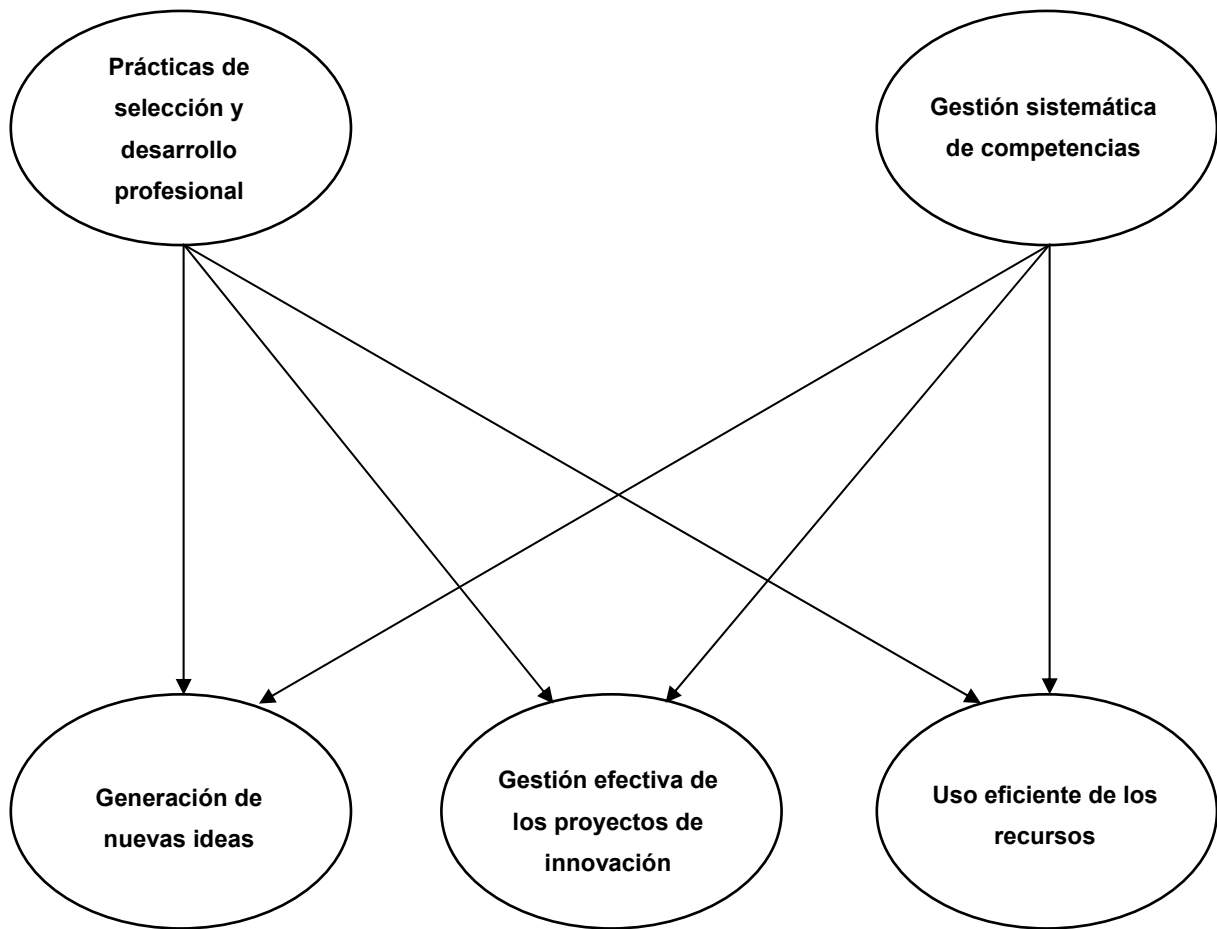 Prácticas de
selección y
desarrollo
profesional
Gestión sistemática
de competencias
Generación de
nuevas ideas
Gestión efectiva de
los proyectos de
innovación
Uso eficiente de los
recursos